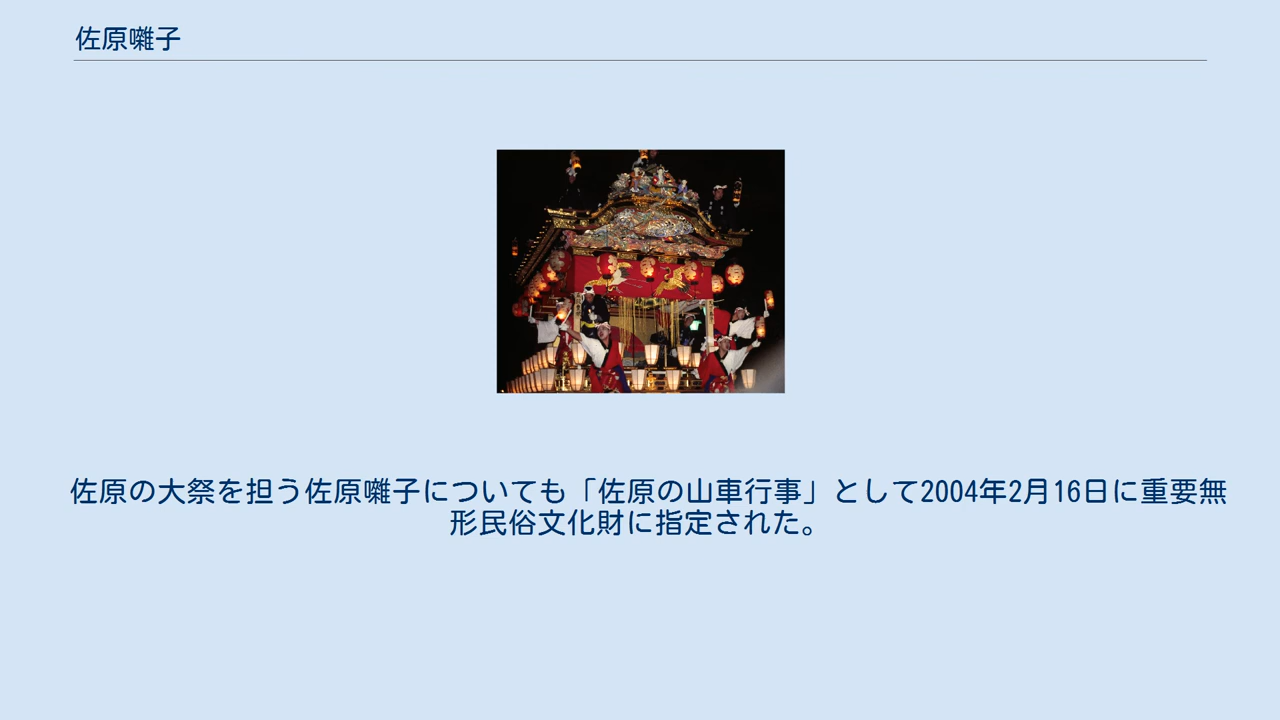 佐原囃子
佐原の大祭を担う佐原囃子についても「佐原の山車行事」として2004年2月16日に重要無
形民俗文化財に指定された。